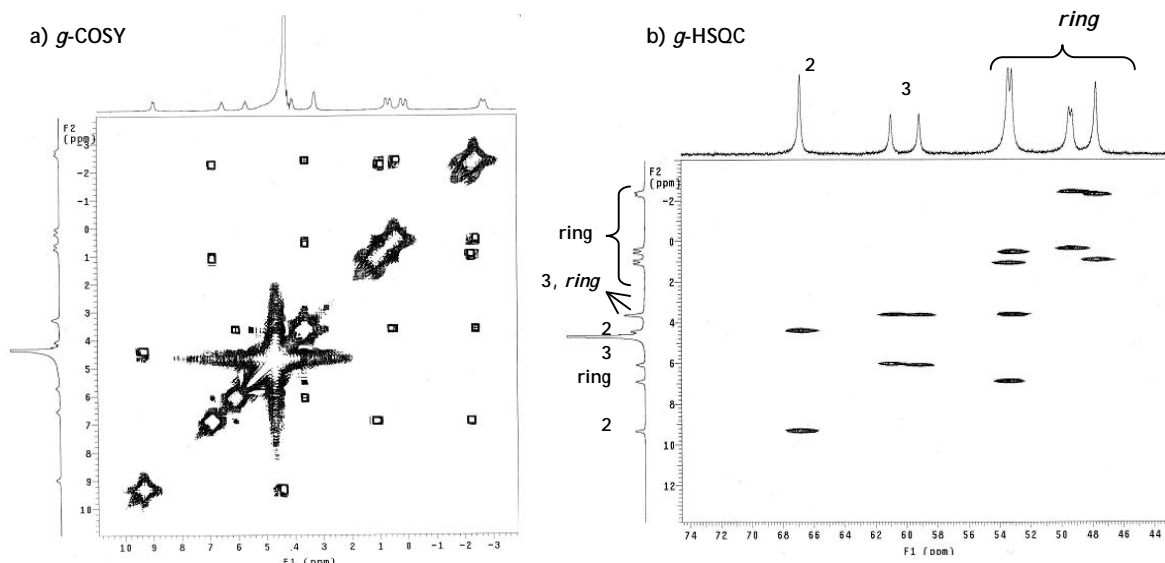 a) g-COSY
F2
(ppm)
-3
-2
-1
0
1
2
3
4
5
6
7
8
9
10
10 9 8 7 6 5 4 3 2 1 0 -1 -2 -3
F1 (ppm)
b) g-HSQC
ring
2
3
F2
(ppm)
-2
0
2
4
6
8
10
12
ring
3, ring
2
3
ring
2
74 72 70 68 66 64 62 60 58 56 54 52 50 48 46 44
F1 (ppm)